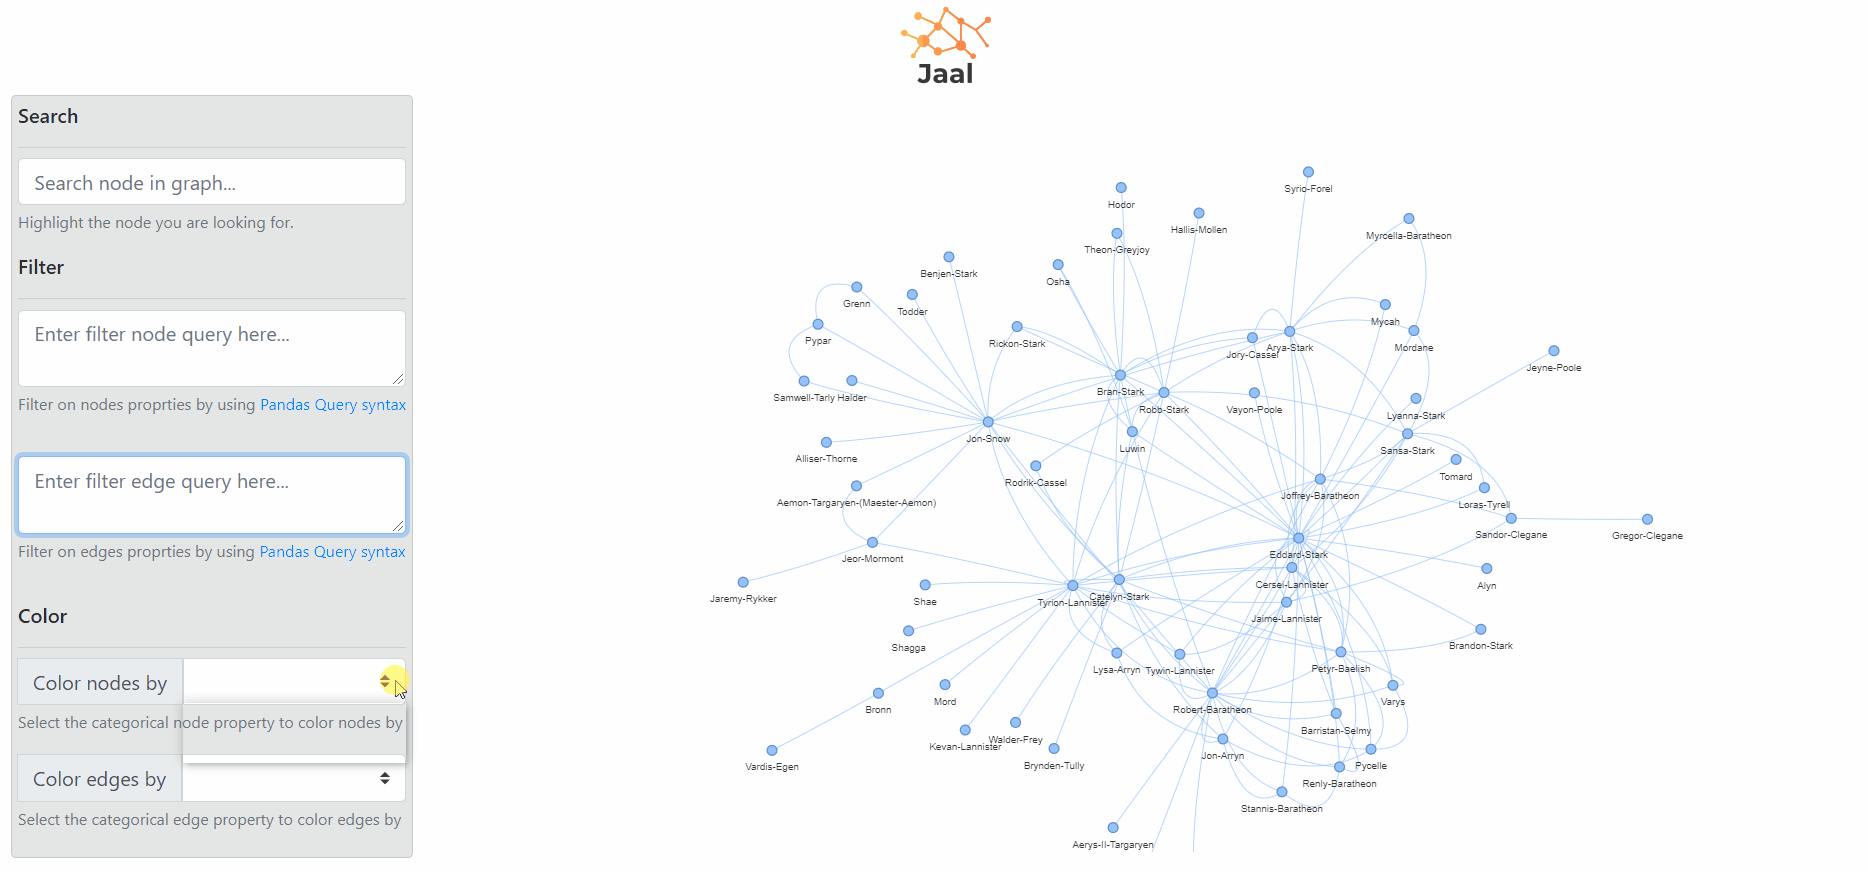 Jaal
Search
Search node in graph...
Highlight the node you are looking for.
Filter
Enter filter node query here...
Filter on nodes proprties by using Pandas Query syntax
Enter filter edge query here...
Filter on edges proprties by using Pandas Query syntax
Color
Color nodes by
Select the categorical node property to color nodes by
Color edges by
Select the categorical edge property to color edges by
Syrio-Forel
Hodor
Hallis-Mollen
Myrcella-Baratheon
Theon-Greyjoy
Benjen-Stark
Osha
Grenn
Todder
Mycah
Pypar
Rickon-Stark
Arya-Stark
Mordane
Jory-Cassel
Jeyne-Poole
Bran-Stark
Samwell-Tarly
Halder
Robb-Stark
Vayon-Poole
Lyanna-Stark
Jon-Snow
Luwin
Sansa-Stark
Alliser-Thorne
Tomard
Rodrik-Cassel
Joffrey-Baratheon
Aemon-Targaryen-(Maester-Aemon)
Loras-Tyrell
Sandor-Clegane
Gregor-Clegane
Eddard-Stark
Jeor-Mormont
Cersei-Lannister
Alyn
Jaremy-Rykker
Shae
Tyrion-Lannister
Catelyn-Stark
Jaime-Lannister
Shagga
Brandon-Stark
Lysa-Arryn
Tywin-Lannister
Petyr-Baelish
Mord
Varys
Bronn
Robert-Baratheon
Barristan-Selmy
Walder-Frey
Kevan-Lannister
Jon-Arryn
Vardis-Egen
Brynden-Tully
Pycelle
Renly-Baratheon
Stannis-Baratheon
Aerys-II-Targaryen